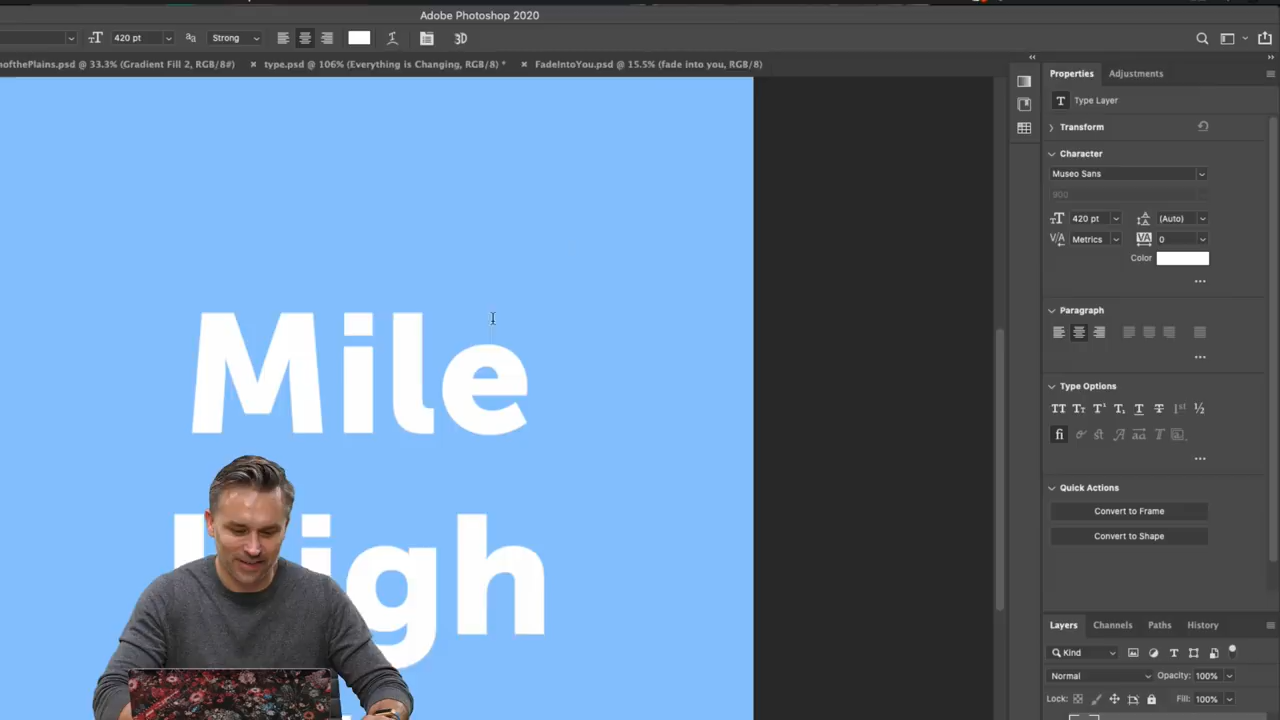 Adobe Photoshop 2020
420 pt Strong 3D
nofthePlains.psd @ 33.3% (Gradient Fill 2, RGB/8#) × type.psd @ 106% (Everything is Changing, RGB/8) * × FadeIntoYou.psd @ 15.5% (fade into you, RGB/8)
Properties Adjustments
T Type Layer
Transform
Character
Museo Sans
900
420 pt (Auto)
Metrics 0
Color
Paragraph
Type Options
Quick Actions
Convert to Frame
Convert to Shape
Layers Channels Paths History
Kind
Normal Opacity: 100%
Lock: Fill: 100%
Mile
High